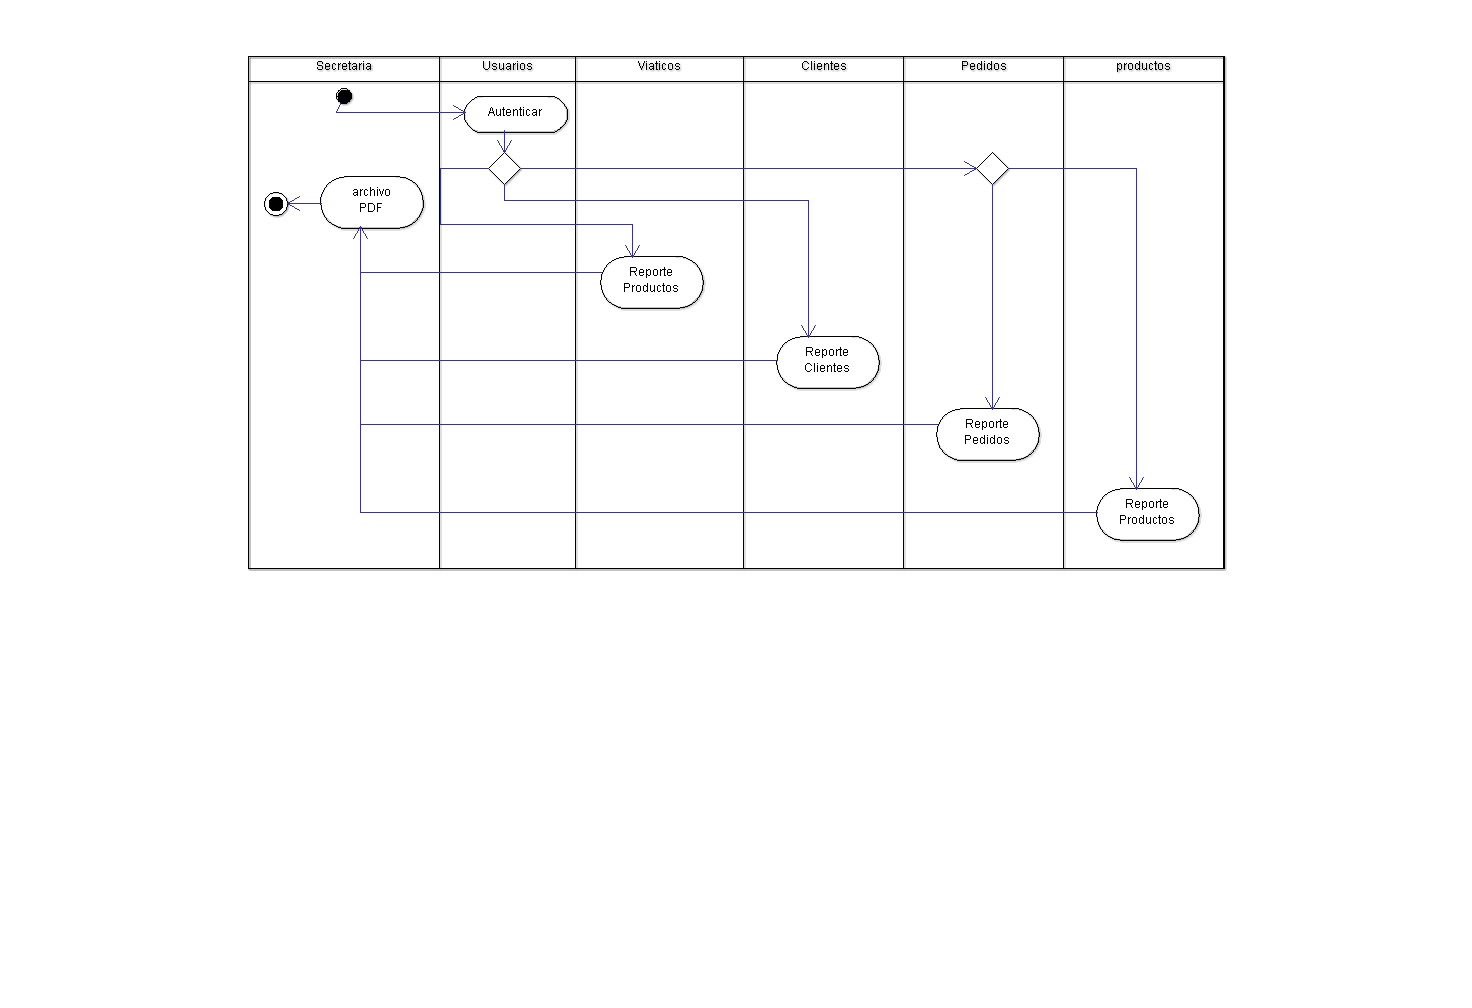 Secretaria
Usuarios
Viaticos
Clientes
Pedidos
productos
Autenticar
archivo
PDF
Reporte
Productos
Reporte
Clientes
Reporte
Pedidos
Reporte
Productos